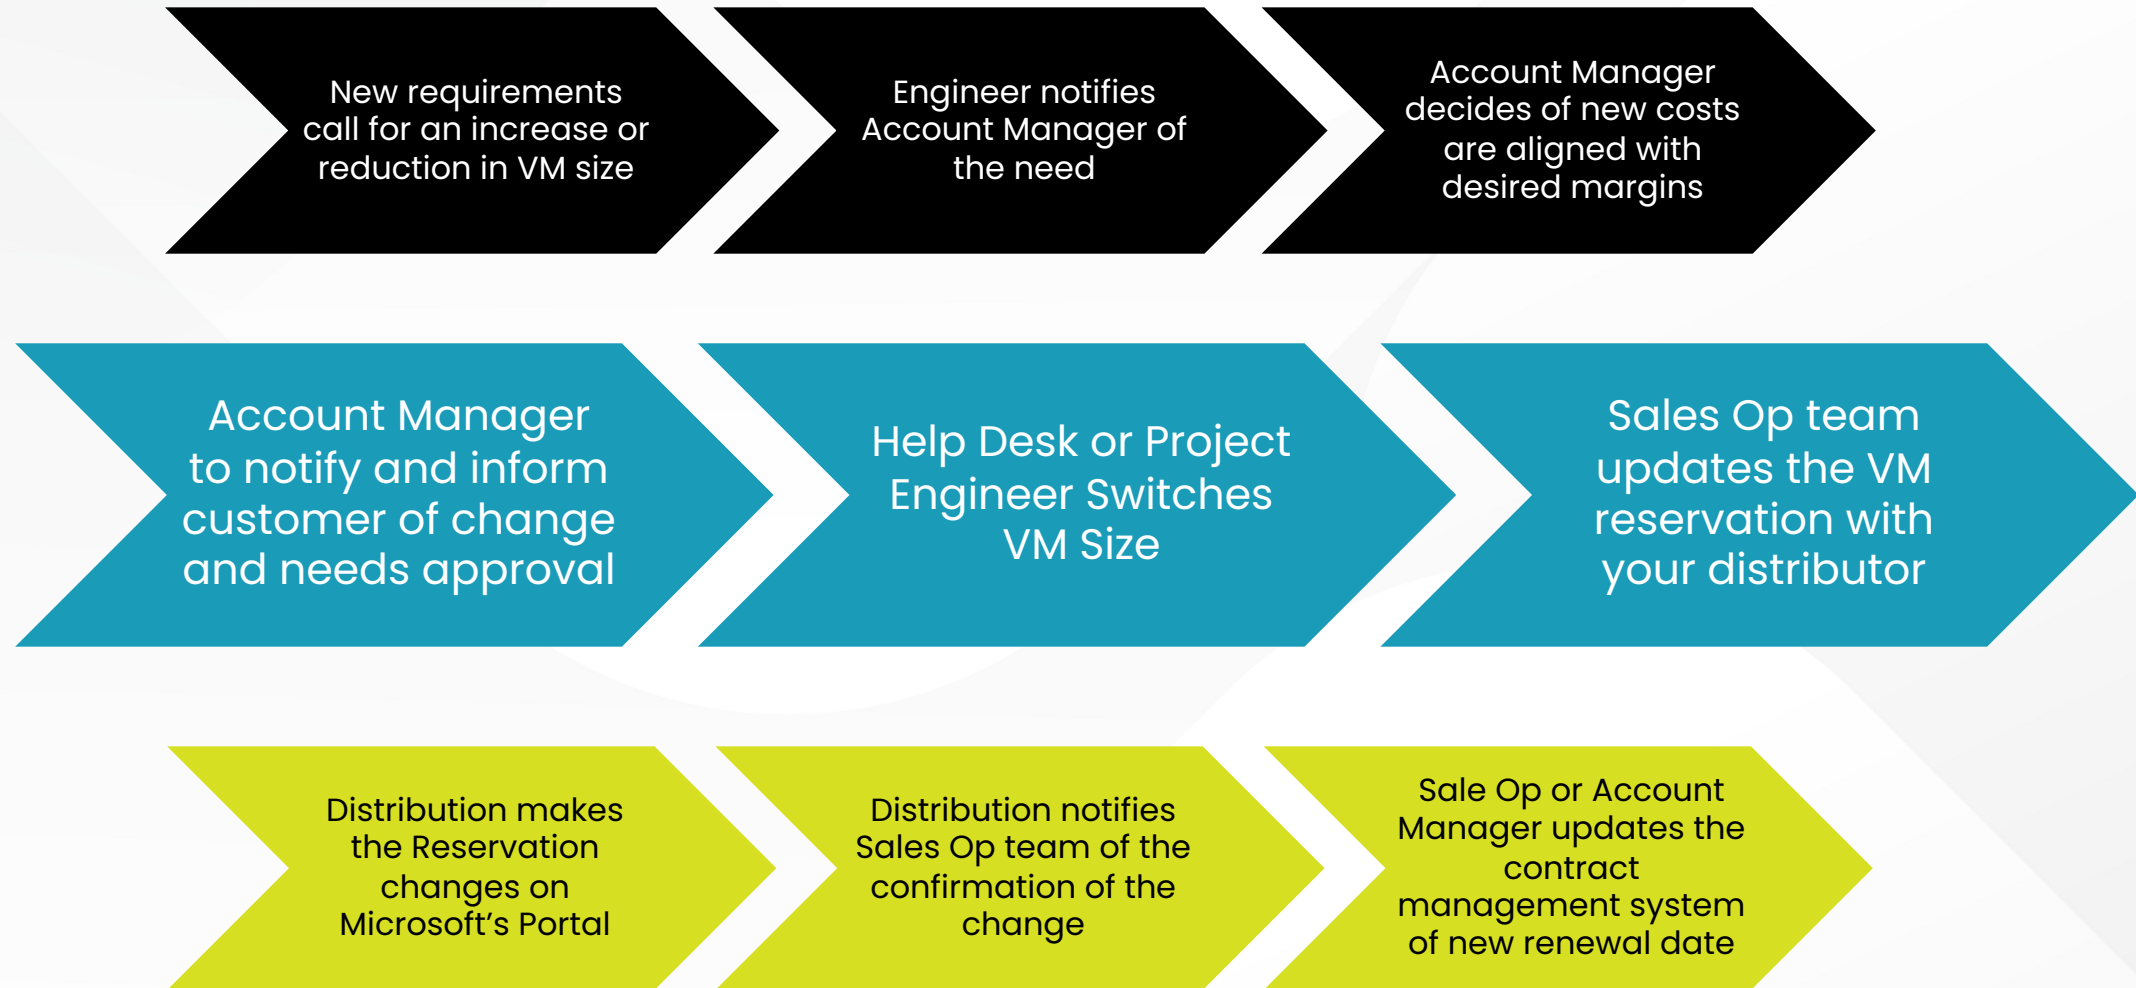 New requirements
call for an increase or
reduction in VM size
Engineer notifies
Account Manager of
the need
Account Manager
decides of new costs
are aligned with
desired margins
Account Manager
to notify and inform
customer of change
and needs approval
Help Desk or Project
Engineer Switches
VM Size
Sales Op team
updates the VM
reservation with
your distributor
Distribution makes
the Reservation
changes on
Microsoft’s Portal
Distribution notifies
Sales Op team of the
confirmation of the
change
Sale Op or Account
Manager updates the
contract
management system
of new renewal date